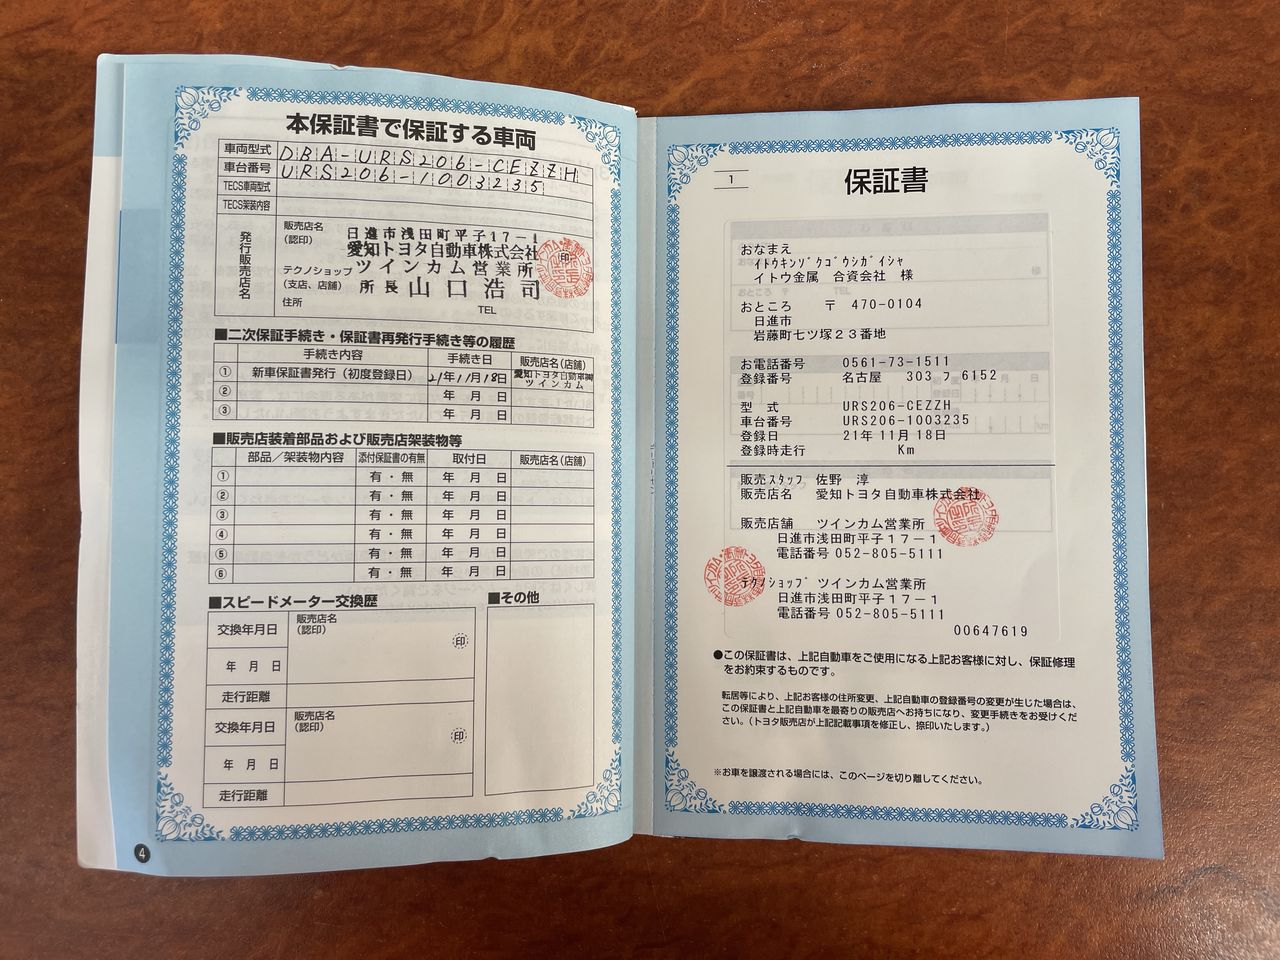 本保証書で保証する車両
車両型式 DBA-URS206-CEZZH
車台番号 URS206-1003235
TECS車両型式
TECS架装内容
発行販売店名
販売店名
(認印)
日進市浅田町平子17-1
愛知トヨタ自動車株式会社
印
テクノショップ ツインカム営業所
(支店、店舗) 所長 山口浩司
住所
TEL
■二次保証手続き・保証書再発行手続き等の履歴
手続き内容 手続き日 販売店名(店舗)
① 新車保証書発行(初度登録日) 21年11月18日 愛知トヨタ自動車㈱
ツインカム
② 年 月 日
③ 年 月 日
■販売店装着部品および販売店架装物等
部品/架装物内容 添付保証書の有無 取付日 販売店名(店舗)
① 有・無 年 月 日
② 有・無 年 月 日
③ 有・無 年 月 日
④ 有・無 年 月 日
⑤ 有・無 年 月 日
⑥ 有・無 年 月 日
■スピードメーター交換歴
交換年月日 販売店名
(認印)
印
年 月 日
走行距離
交換年月日 販売店名
(認印)
印
年 月 日
走行距離
■その他
4
1
保証書
おなまえ
イトウキンゾクゴウシガイシャ
イトウ金属 合資会社 様
おところ 〒 470-0104
日進市
岩藤町七ツ塚23番地
お電話番号 0561-73-1511
登録番号 名古屋 303 フ 6152
型 式 URS206-CEZZH
車台番号 URS206-1003235
登録日 21年11月18日
登録時走行 Km
販売スタッフ 佐野 淳
販売店名 愛知トヨタ自動車株式会社
販売店舗 ツインカム営業所
日進市浅田町平子17-1
電話番号 052-805-5111
テクノショップ ツインカム営業所
日進市浅田町平子17-1
電話番号 052-805-5111
00647619
●この保証書は、上記自動車をご使用になる上記お客様に対し、保証修理
をお約束するものです。
転居等により、上記お客様の住所変更、上記自動車の登録番号の変更が生じた場合は、
この保証書と上記自動車を最寄りの販売店へお持ちになり、変更手続きをお受けくだ
さい。(トヨタ販売店が上記記載事項を修正し、捺印いたします。)
※お車を譲渡される場合には、このページを切り離してください。